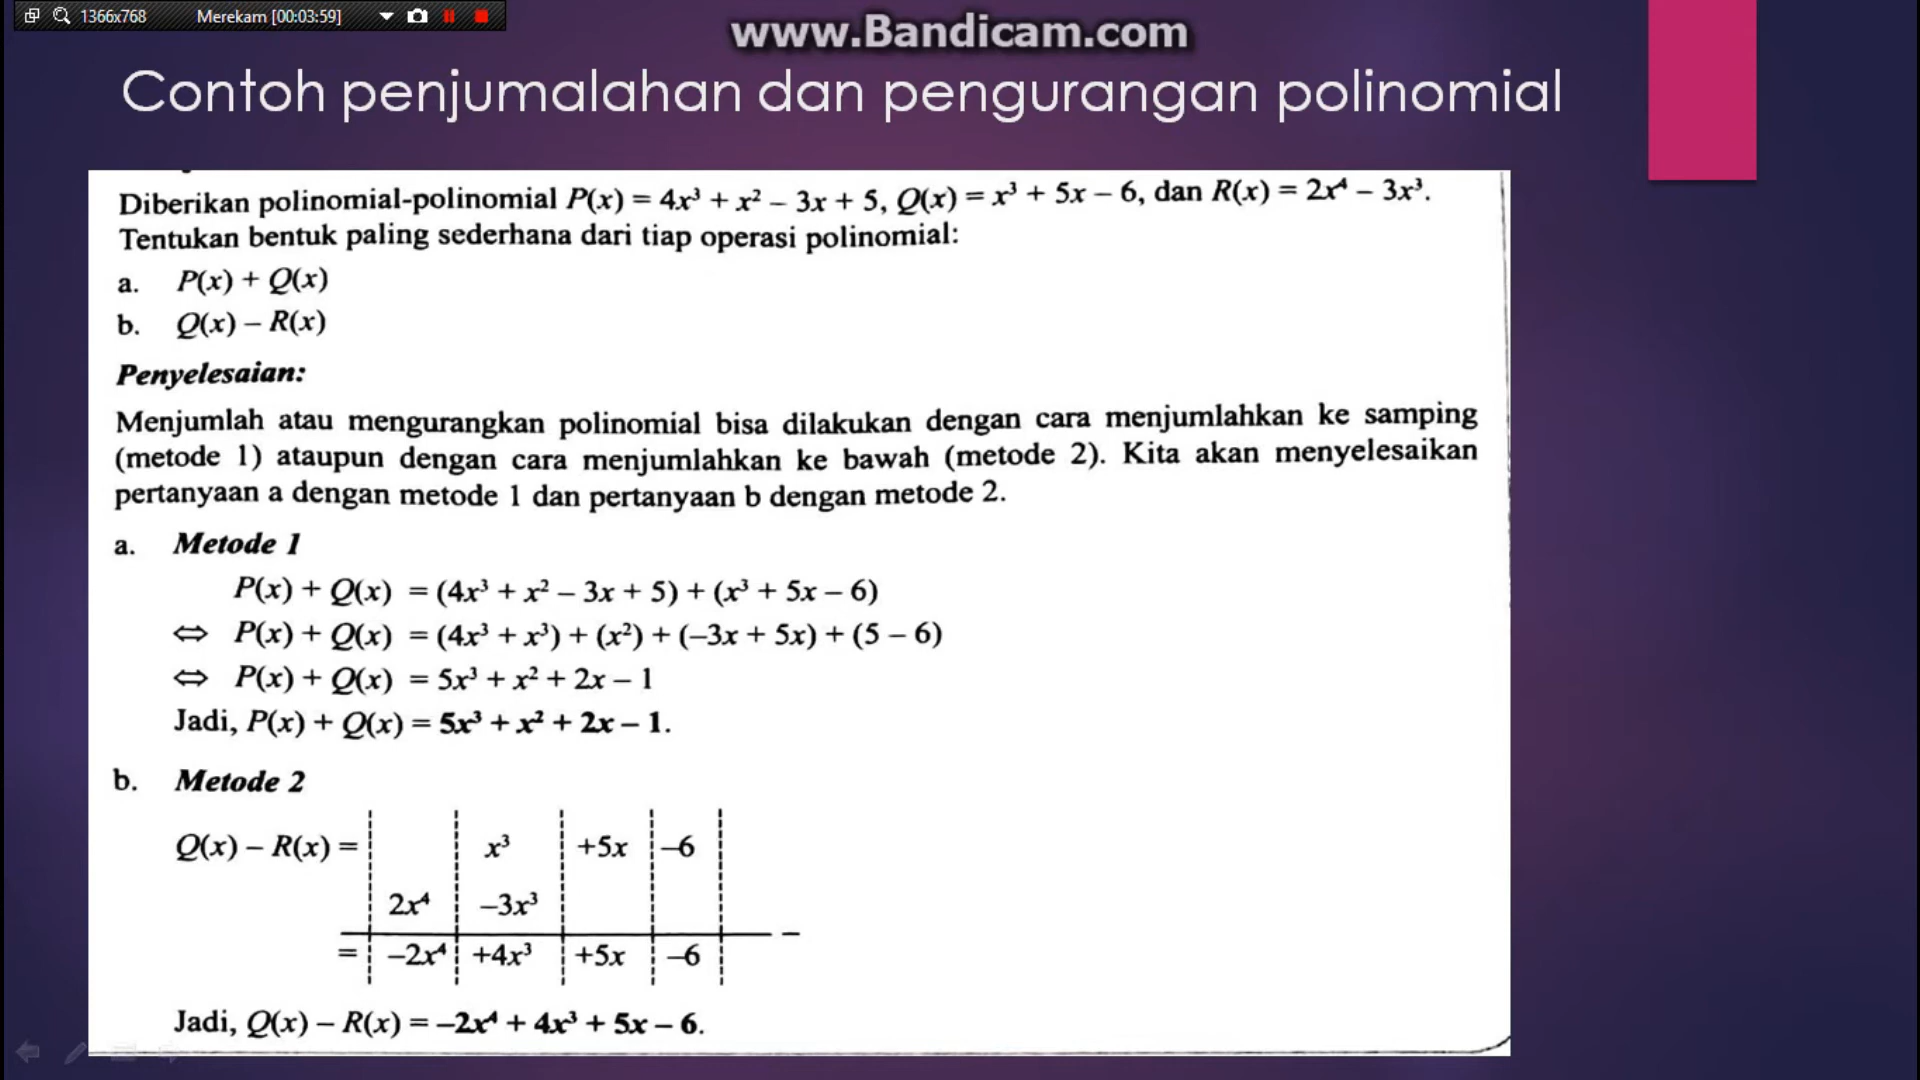 1366x768 Merekam [00:03:59]
www.Bandicam.com
Contoh penjumalahan dan pengurangan polinomial
Diberikan polinomial-polinomial P(x) = 4x³ + x² – 3x + 5, Q(x) = x³ + 5x – 6, dan R(x) = 2x⁴ – 3x³.
Tentukan bentuk paling sederhana dari tiap operasi polinomial:
a. P(x) + Q(x)
b. Q(x) – R(x)
Penyelesaian:
Menjumlah atau mengurangkan polinomial bisa dilakukan dengan cara menjumlahkan ke samping
(metode 1) ataupun dengan cara menjumlahkan ke bawah (metode 2). Kita akan menyelesaikan
pertanyaan a dengan metode 1 dan pertanyaan b dengan metode 2.
a. Metode 1
P(x) + Q(x) = (4x³ + x² – 3x + 5) + (x³ + 5x – 6)
⇔ P(x) + Q(x) = (4x³ + x³) + (x²) + (–3x + 5x) + (5 – 6)
⇔ P(x) + Q(x) = 5x³ + x² + 2x – 1
Jadi, P(x) + Q(x) = 5x³ + x² + 2x – 1.
b. Metode 2
Q(x) – R(x) = x³ +5x –6
2x⁴ –3x³
–
= –2x⁴ +4x³ +5x –6
Jadi, Q(x) – R(x) = –2x⁴ + 4x³ + 5x – 6.